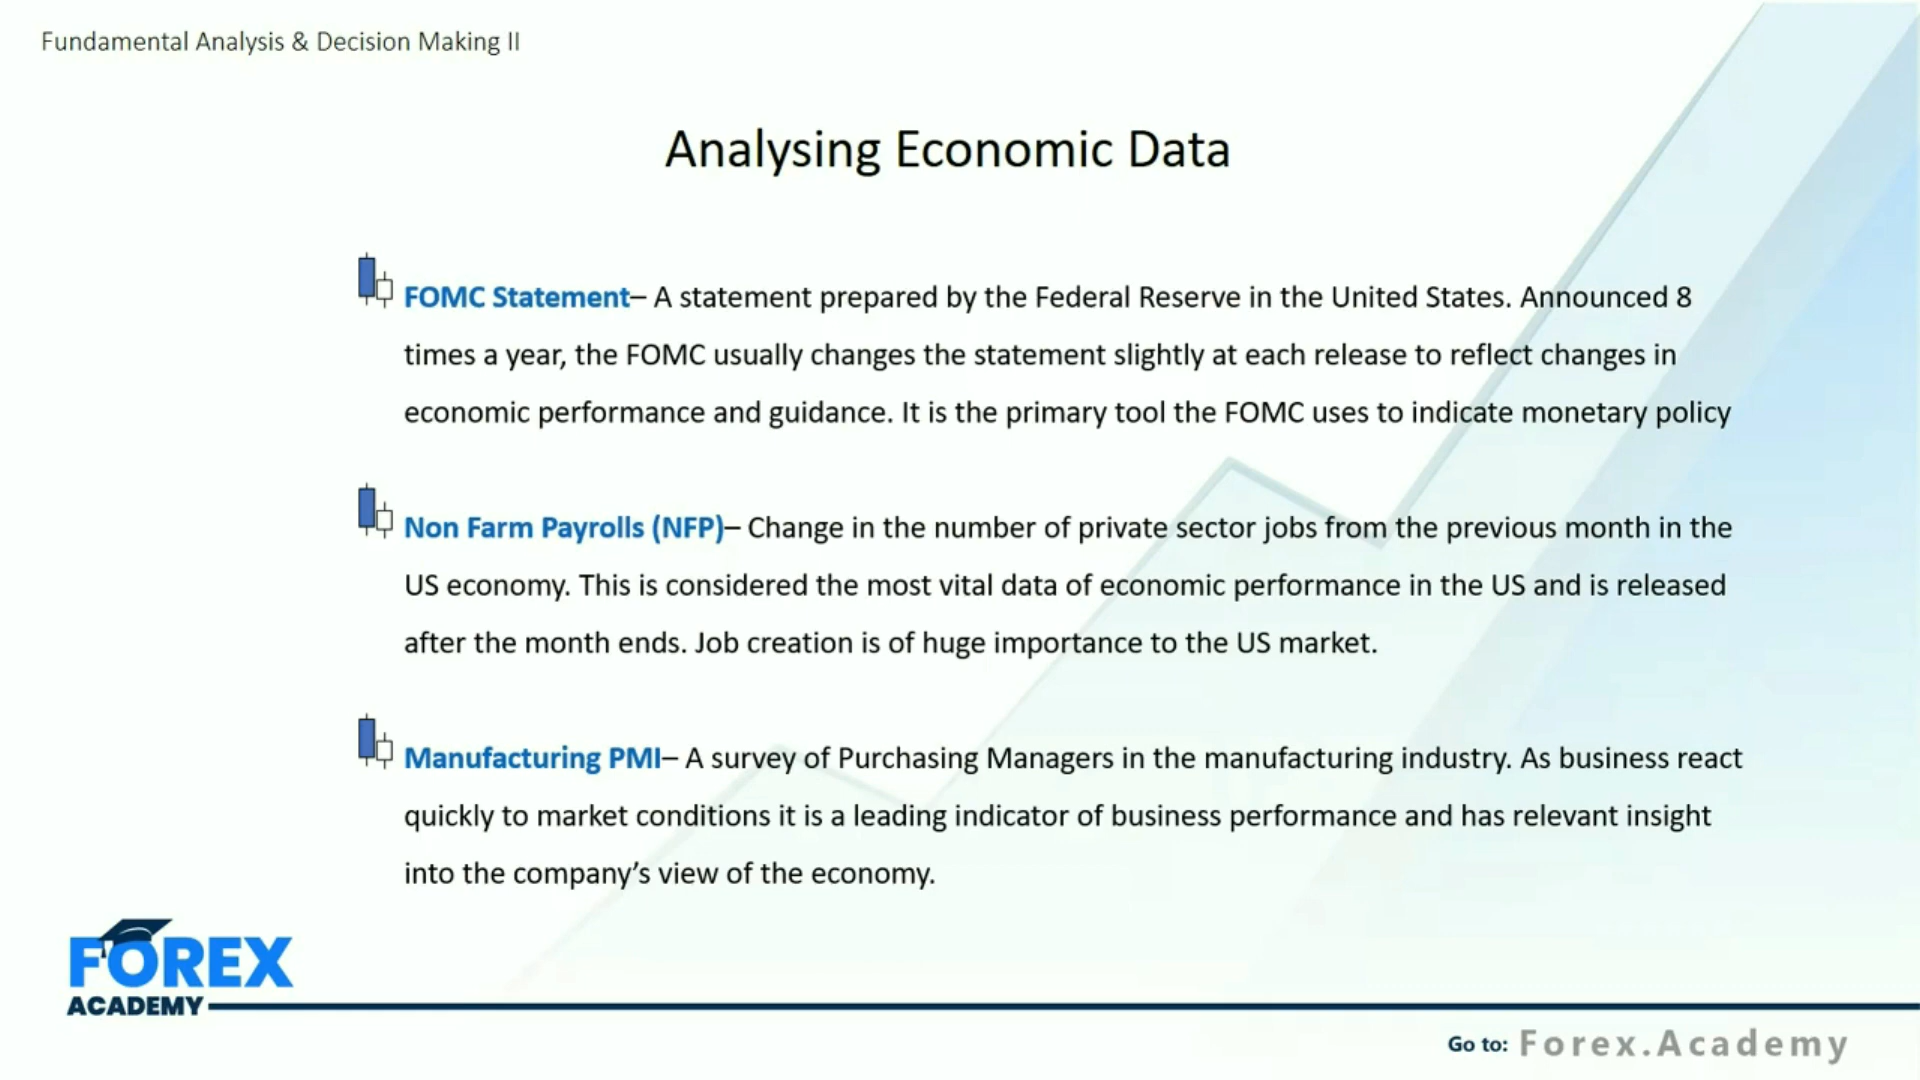 Fundamental Analysis & Decision Making II
Analysing Economic Data
FOMC Statement– A statement prepared by the Federal Reserve in the United States. Announced 8
times a year, the FOMC usually changes the statement slightly at each release to reflect changes in
economic performance and guidance. It is the primary tool the FOMC uses to indicate monetary policy
Non Farm Payrolls (NFP)– Change in the number of private sector jobs from the previous month in the
US economy. This is considered the most vital data of economic performance in the US and is released
after the month ends. Job creation is of huge importance to the US market.
Manufacturing PMI– A survey of Purchasing Managers in the manufacturing industry. As business react
quickly to market conditions it is a leading indicator of business performance and has relevant insight
into the company’s view of the economy.
FOREX
ACADEMY
Go to: Forex.Academy